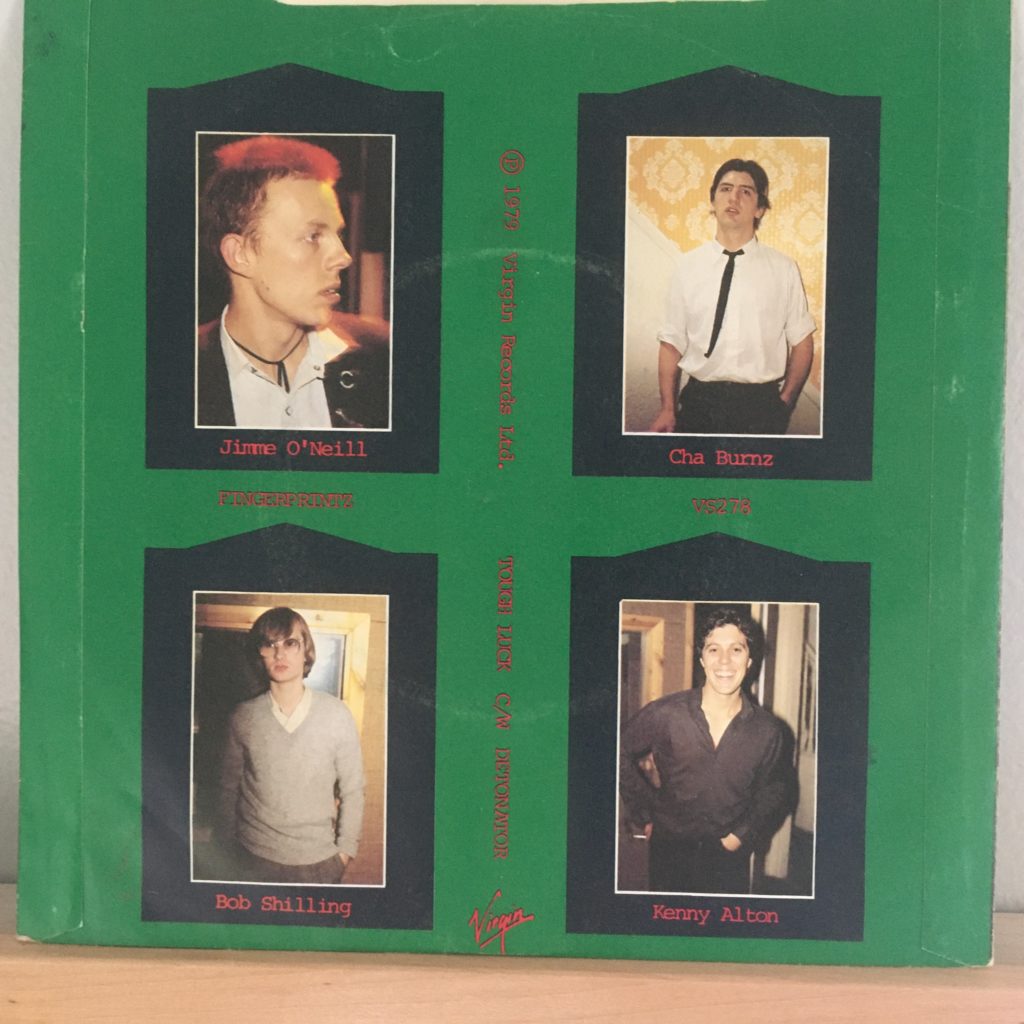 Jimme O'Neill
Cha Burnz
FINGERPRINTZ
VS278
℗ 1979 Virgin Records Ltd.
TOUGH LUCK C/W DETONATOR
Bob Shilling
Kenny Alton
Virgin